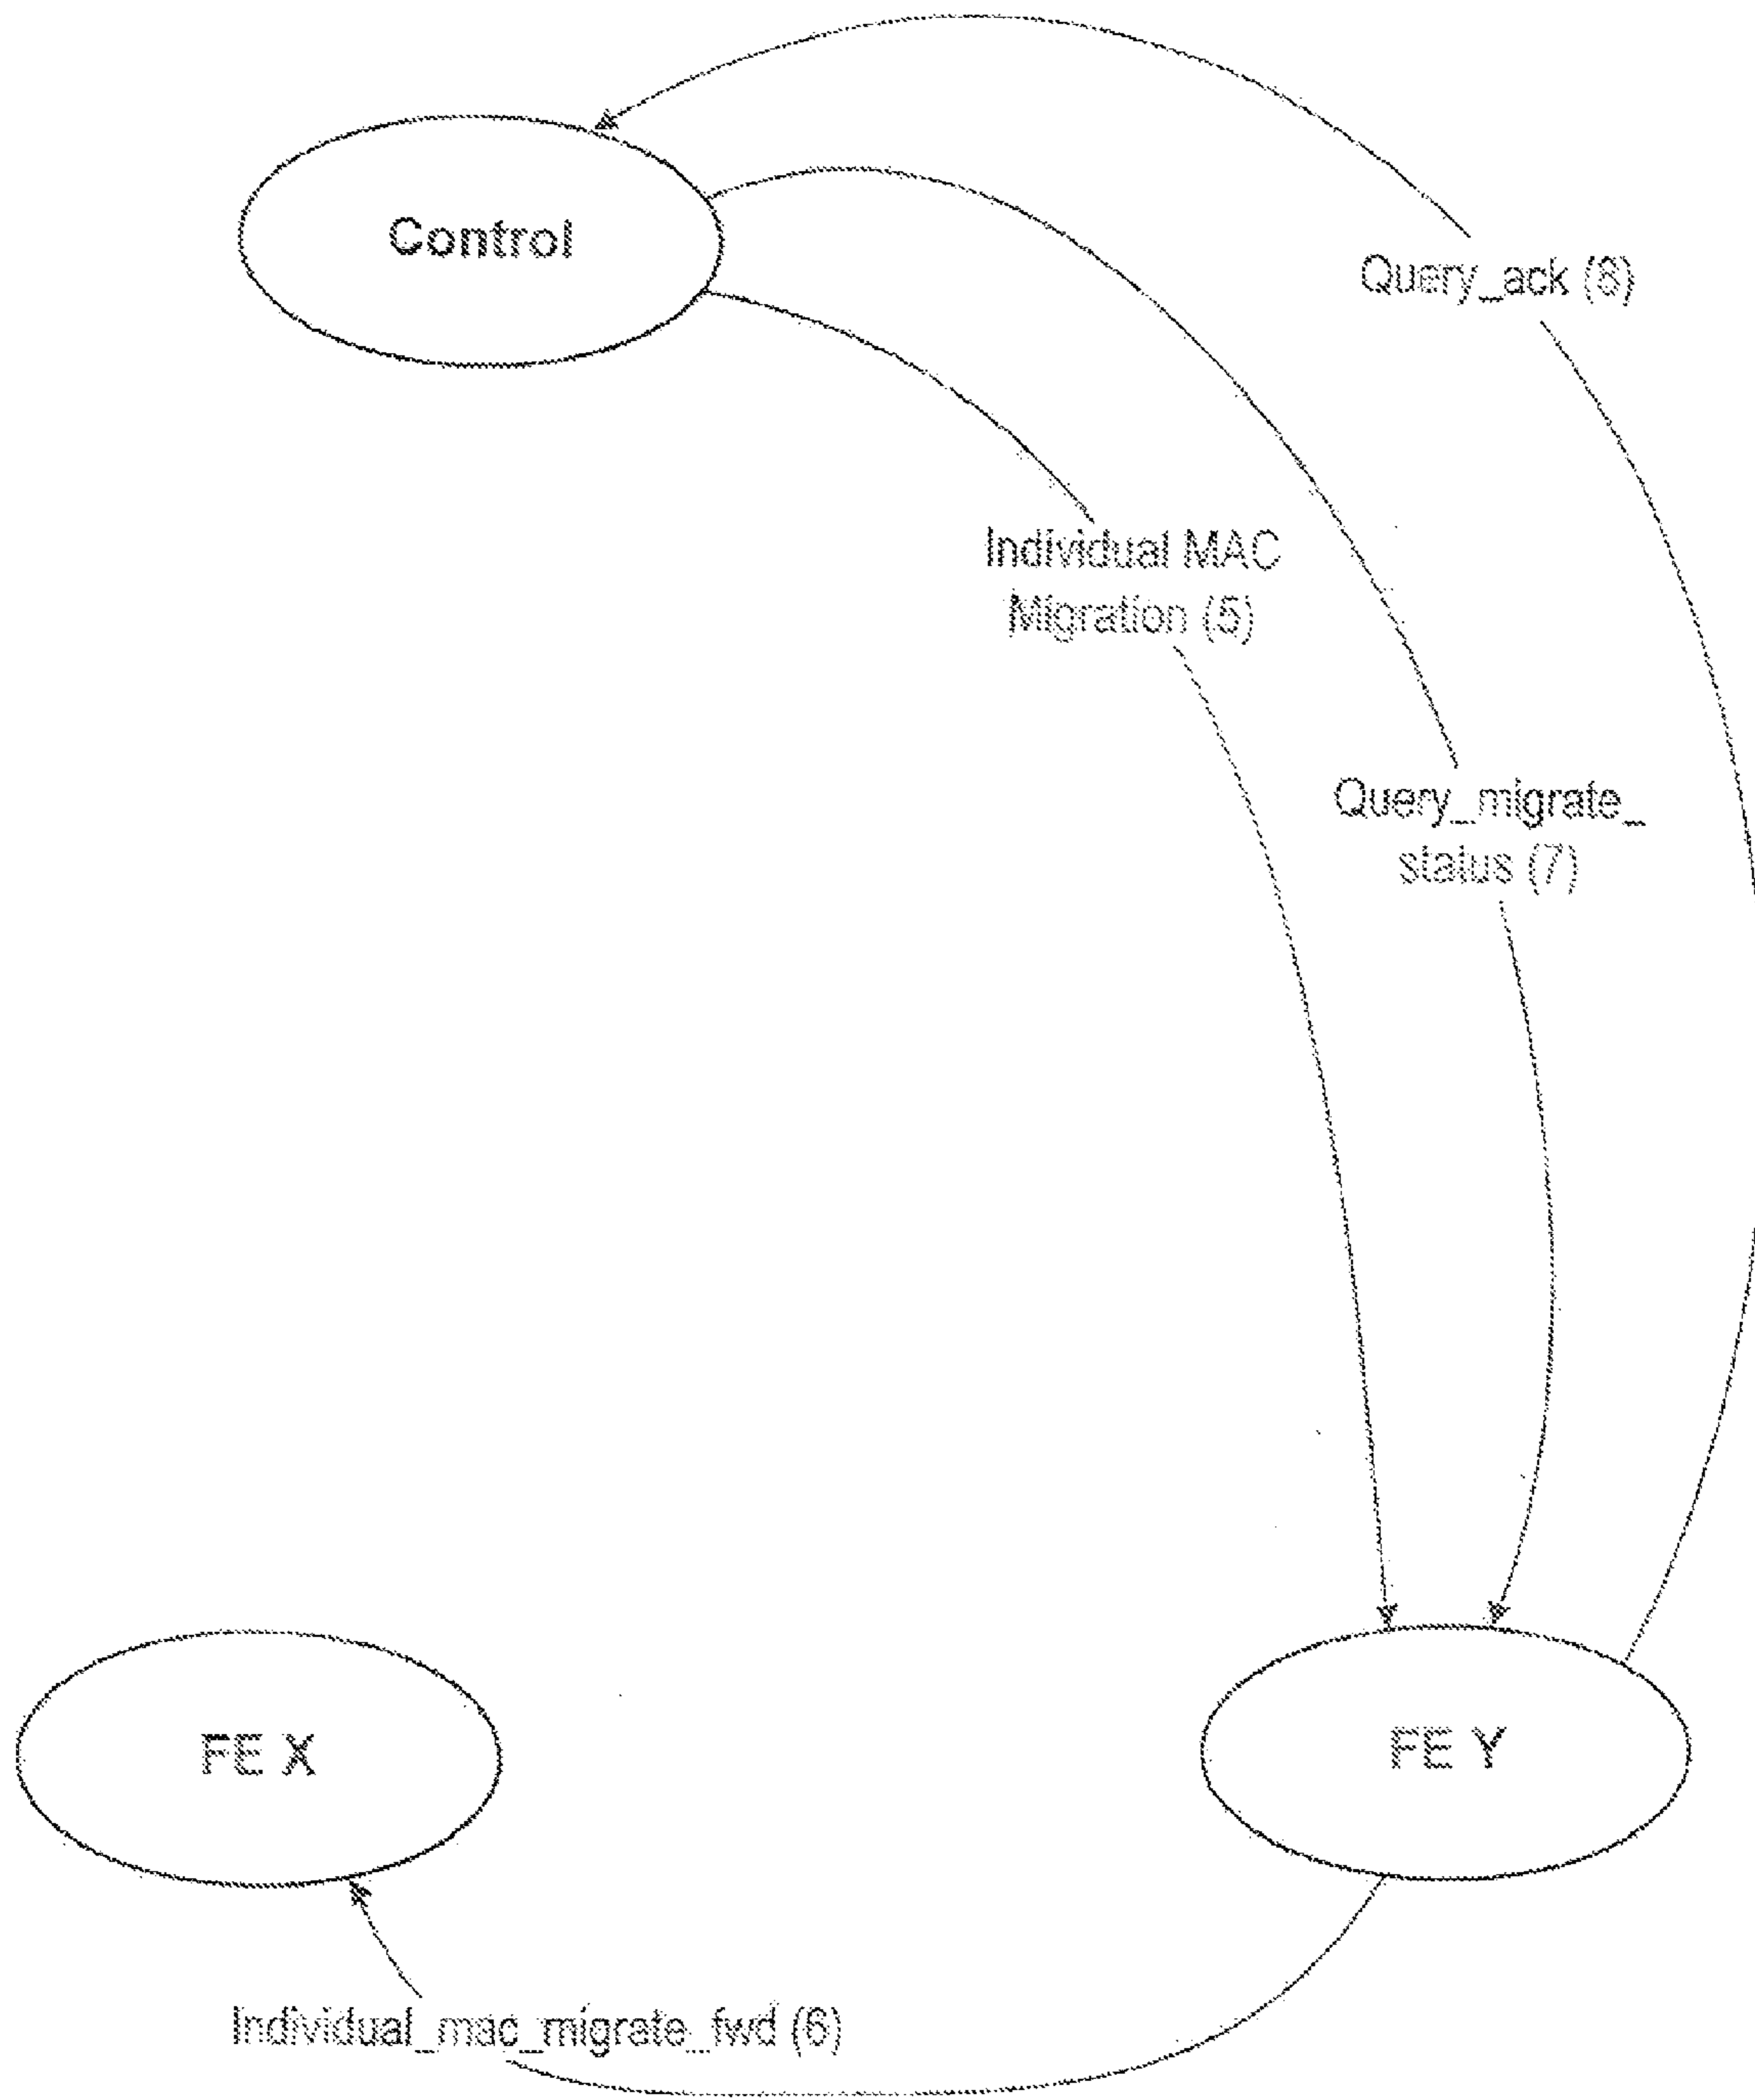 Control
Query_ack (8)
Individual MAC
Migration (5)
Query_migrate_
status (7)
FE X
FE Y
Individual_mac_migrate_fwd (6)